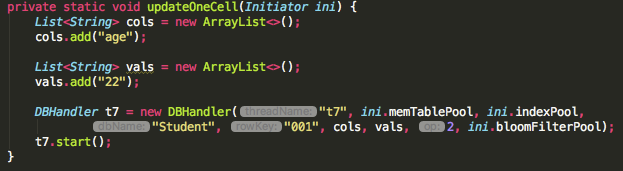 private static void updateOneCell(Initiator ini) {
List<String> cols = new ArrayList<>();
cols.add("age");
List<String> vals = new ArrayList<>();
vals.add("22");
DBHandler t7 = new DBHandler( threadName: "t7", ini.memTablePool, ini.indexPool,
dbName: "Student", rowKey: "001", cols, vals, op: 2, ini.bloomFilterPool);
t7.start();
}